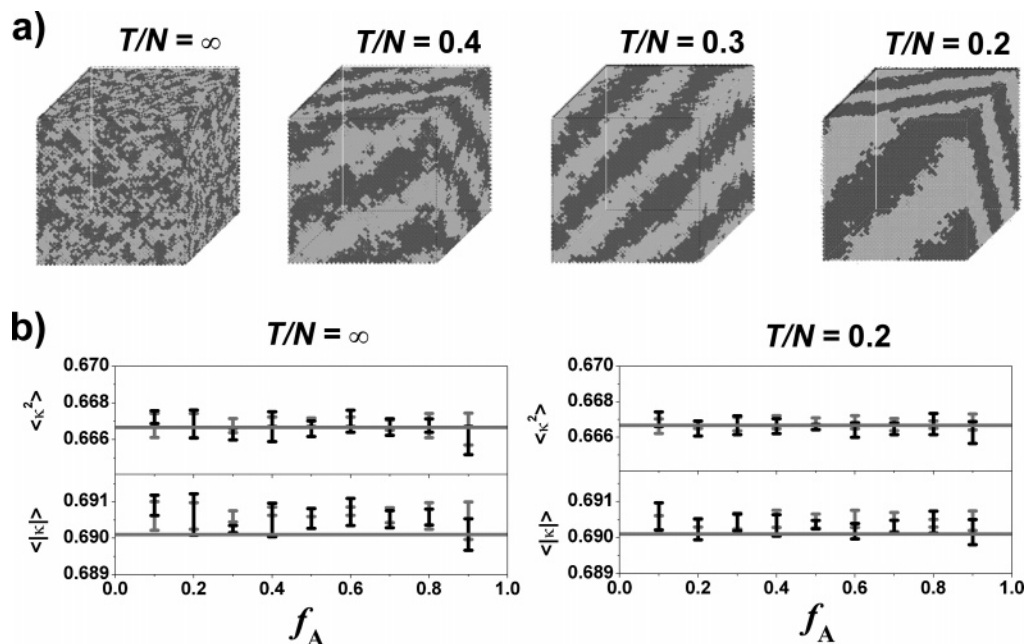 a)
T/N = ∞ T/N = 0.4 T/N = 0.3 T/N = 0.2
b)
T/N = ∞
T/N = 0.2
<κ²>
0.670
0.668
0.666
<|κ|>
0.691
0.690
0.689
0.0 0.2 0.4 0.6 0.8 1.0
f_A
<κ²>
0.670
0.668
0.666
<|κ|>
0.691
0.690
0.689
0.0 0.2 0.4 0.6 0.8 1.0
f_A